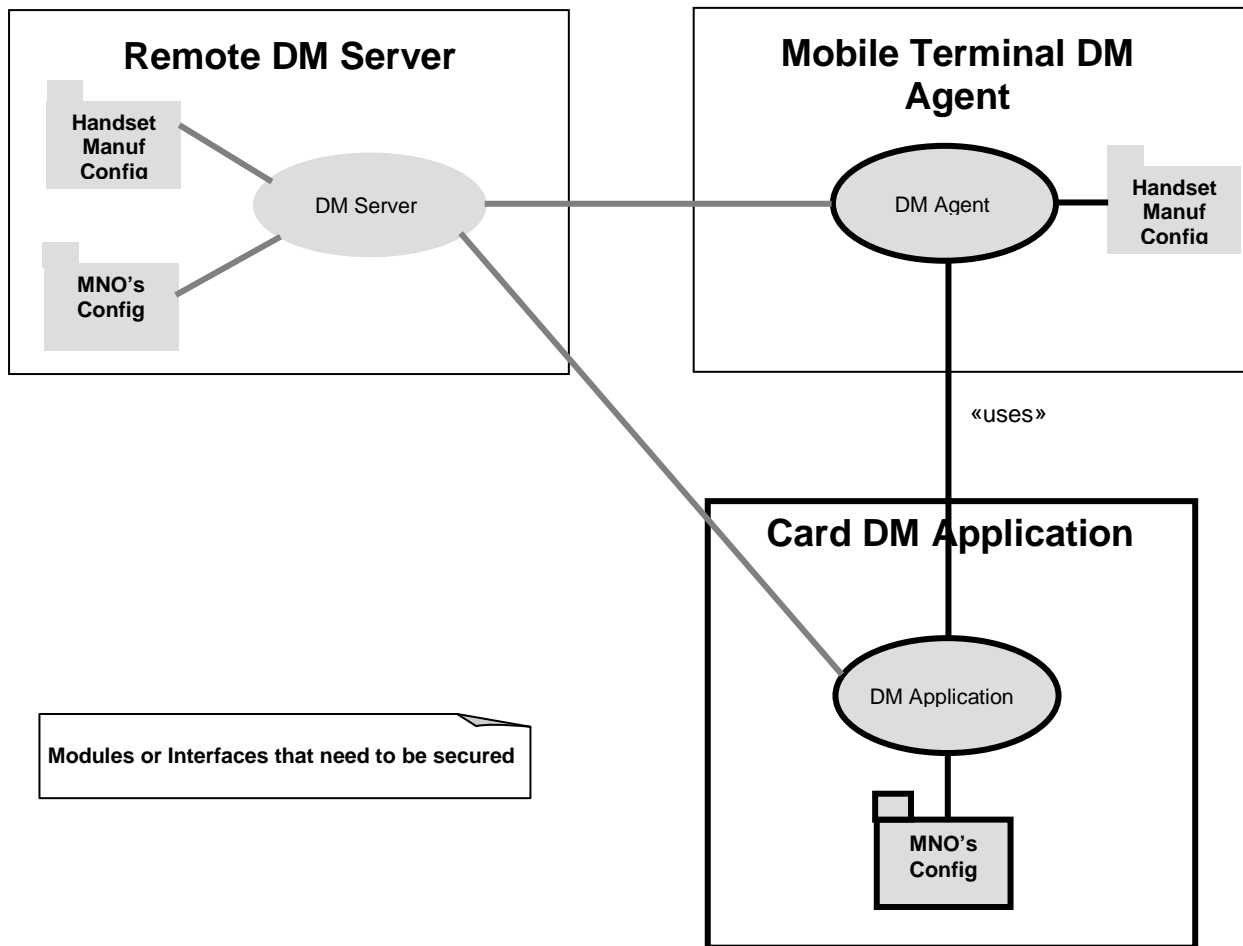 Remote DM Server
Handset
Manuf
Config
DM Server
MNO's
Config
Mobile Terminal DM
Agent
DM Agent
Handset
Manuf
Config
«uses»
Card DM Application
DM Application
MNO's
Config
Modules or Interfaces that need to be secured